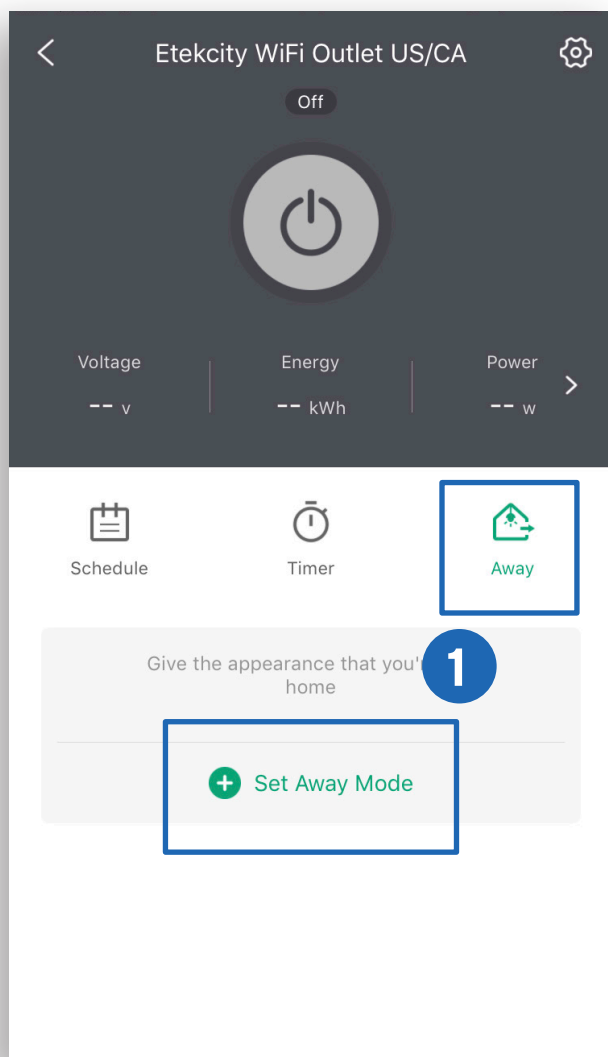 Etekcity WiFi Outlet US/CA
Off
Voltage Energy Power
-- v -- kWh -- w
Schedule Timer Away
Give the appearance that you'
home
1
Set Away Mode